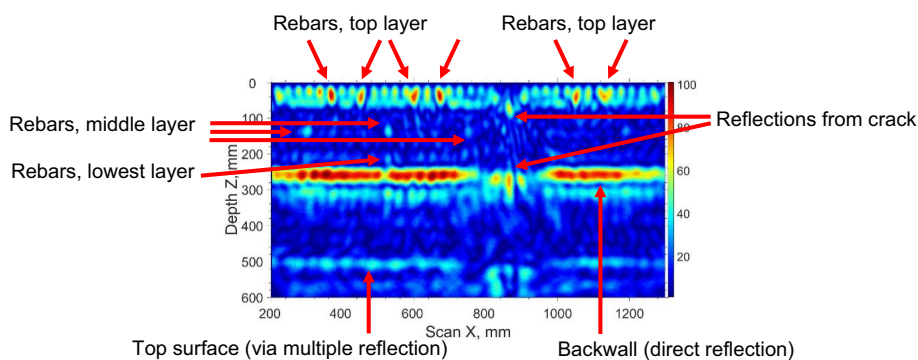 Rebars, top layer Rebars, top layer
0
100
200
300
400
500
600
Depth Z, mm
200 400 600 800 1000 1200
Scan X, mm
100
80
60
40
20
Rebars, middle layer
Rebars, lowest layer
Reflections from crack
Top surface (via multiple reflection) Backwall (direct reflection)